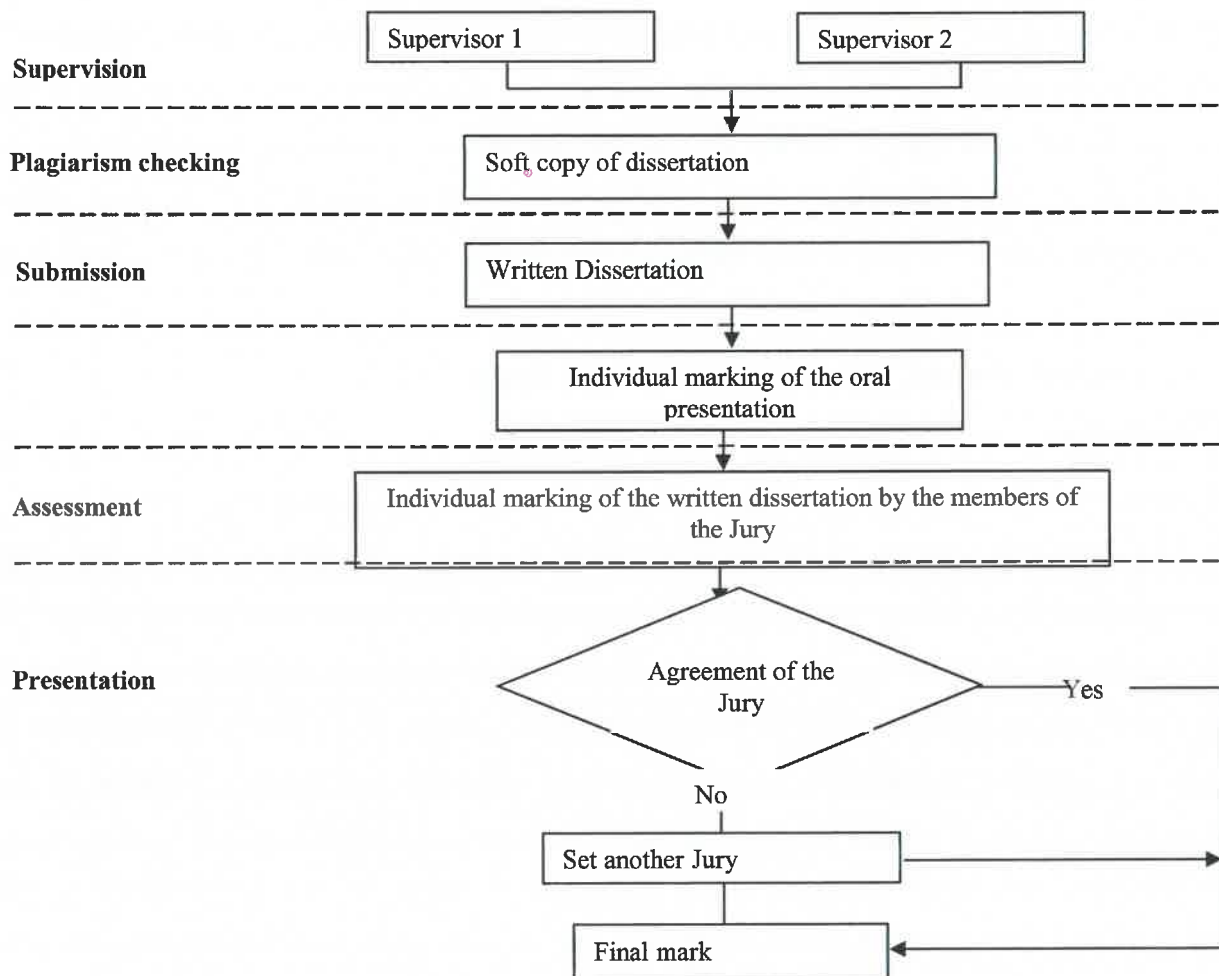 Supervisor 1
Supervisor 2
Supervision
Plagiarism checking
Soft copy of dissertation
Submission
Written Dissertation
Individual marking of the oral
presentation
Assessment
Individual marking of the written dissertation by the members of
the Jury
Presentation
Agreement of the
Jury
Yes
No
Set another Jury
Final mark